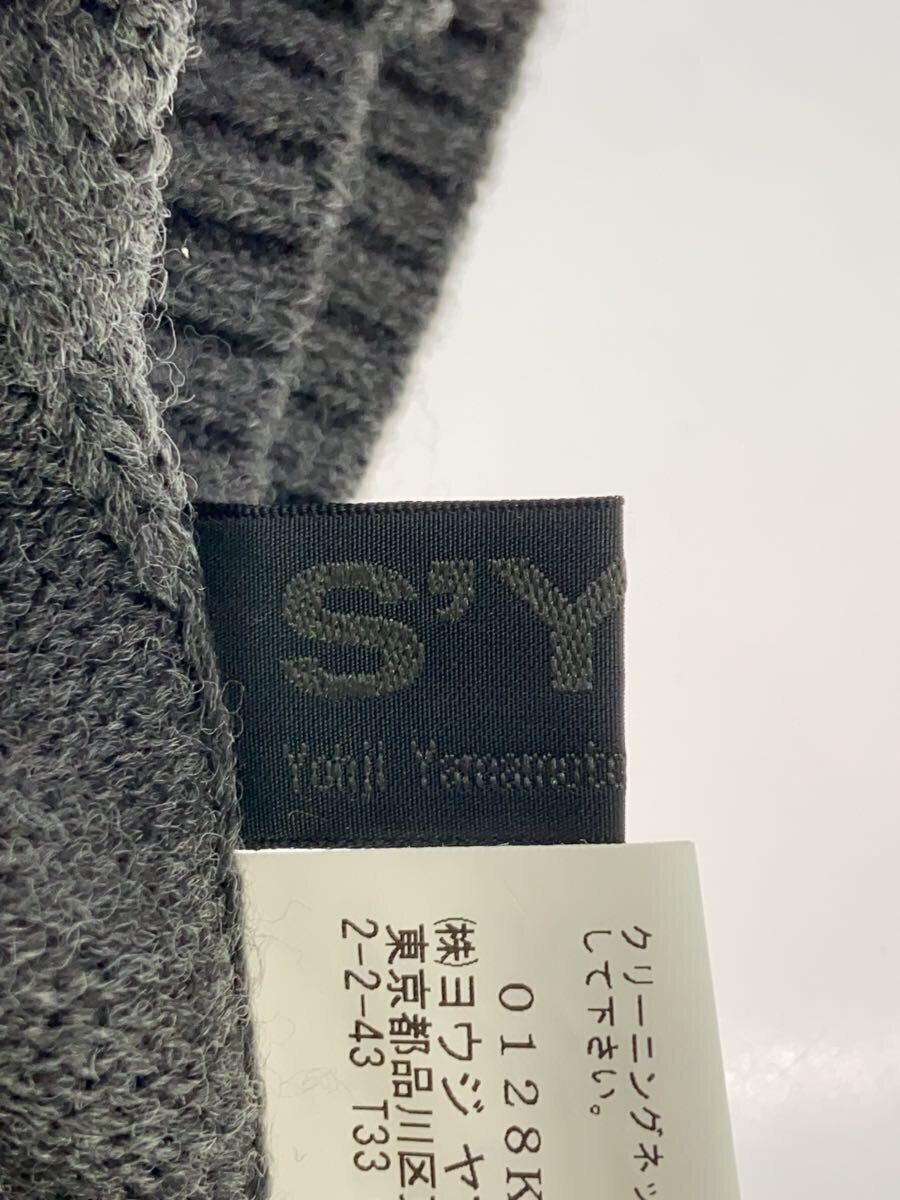 S'Y
Yohji Yamamoto
クリーニングネッ
して下さい。
0128K
(株)ヨウジ ヤ
東京都品川区
2-2-43 T33